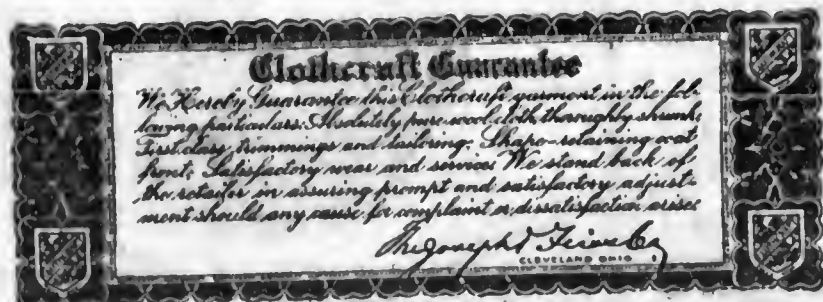 Clothcraft Guarantee
We Hereby Guarantee this Clothcraft garment in the fol-
lowing particulars: Absolutely pure wool cloth thoroughly shrunk;
First class trimmings and tailoring; Shape-retaining coat
front; Satisfactory wear and service. We stand back of
the retailer in assuring prompt and satisfactory adjust-
ment should any cause for complaint or dissatisfaction arise.
The Joseph & Feiss Co
CLEVELAND OHIO